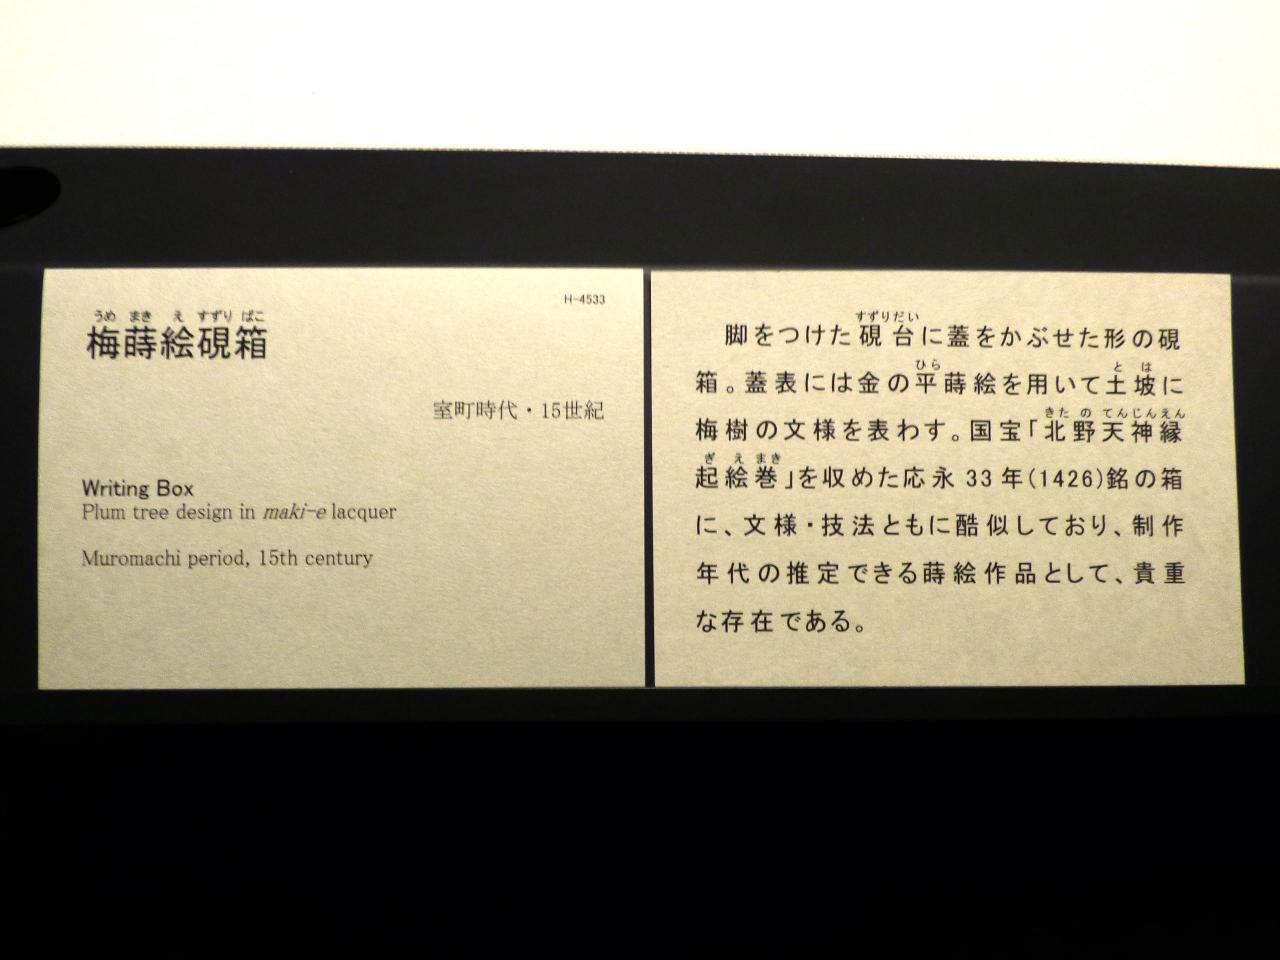 H-4533
うめ まき え すずり ばこ
梅蒔絵硯箱
室町時代・15世紀
Writing Box
Plum tree design in maki-e lacquer
Muromachi period, 15th century
すずりだい
脚をつけた硯台に蓋をかぶせた形の硯
ひら と は
箱。蓋表には金の平蒔絵を用いて土坡に
きた の てんじんえん
梅樹の文様を表わす。国宝「北野天神縁
ぎ え まき
起絵巻」を収めた応永33年(1426)銘の箱
に、文様・技法ともに酷似しており、制作
年代の推定できる蒔絵作品として、貴重
な存在である。